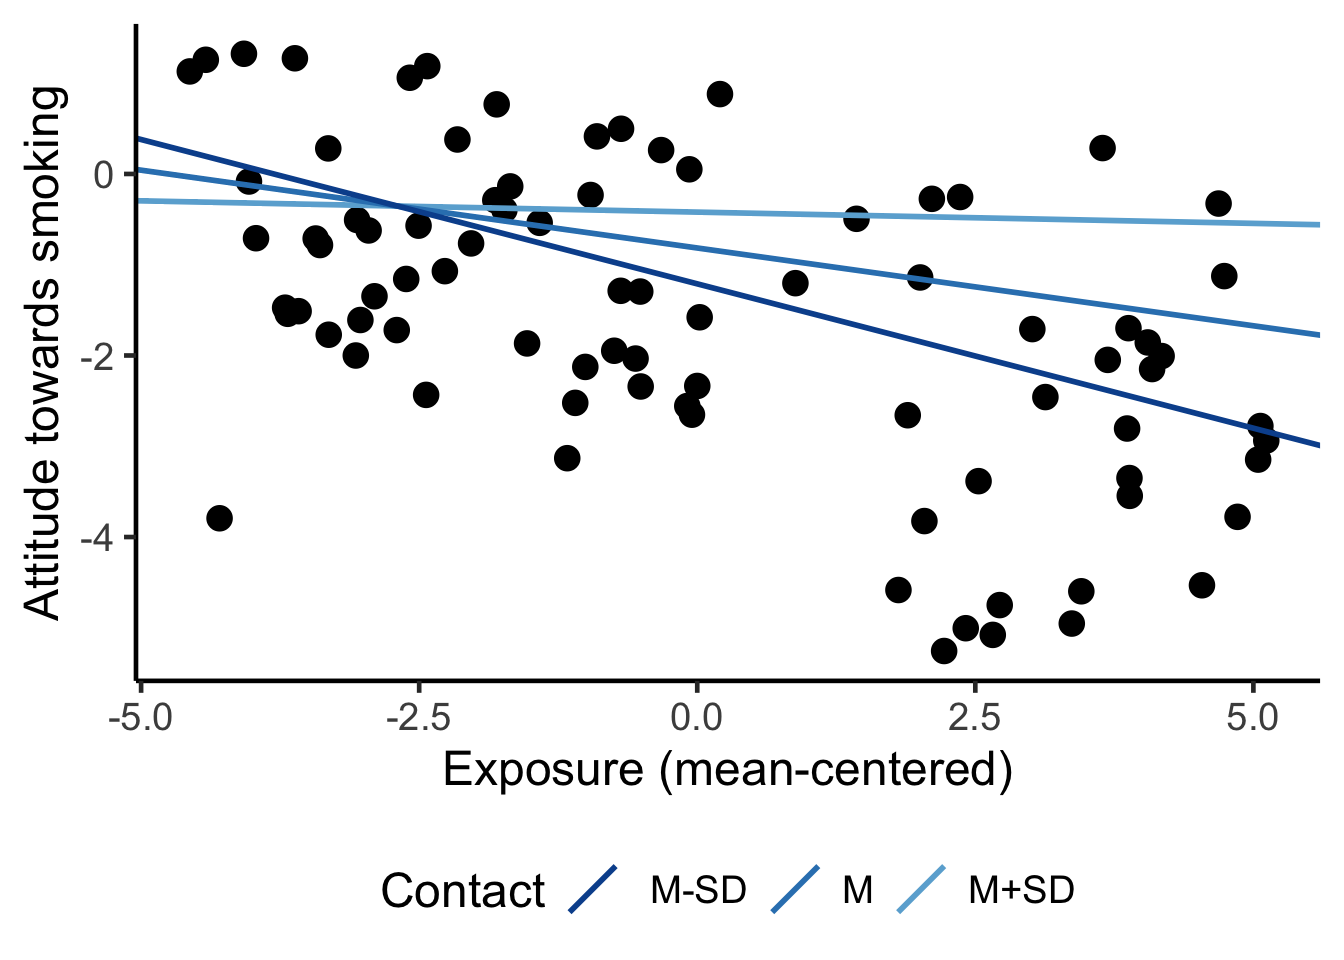 Attitude towards smoking
0
-2
-4
-5.0 -2.5 0.0 2.5 5.0
Exposure (mean-centered)
Contact M-SD M M+SD